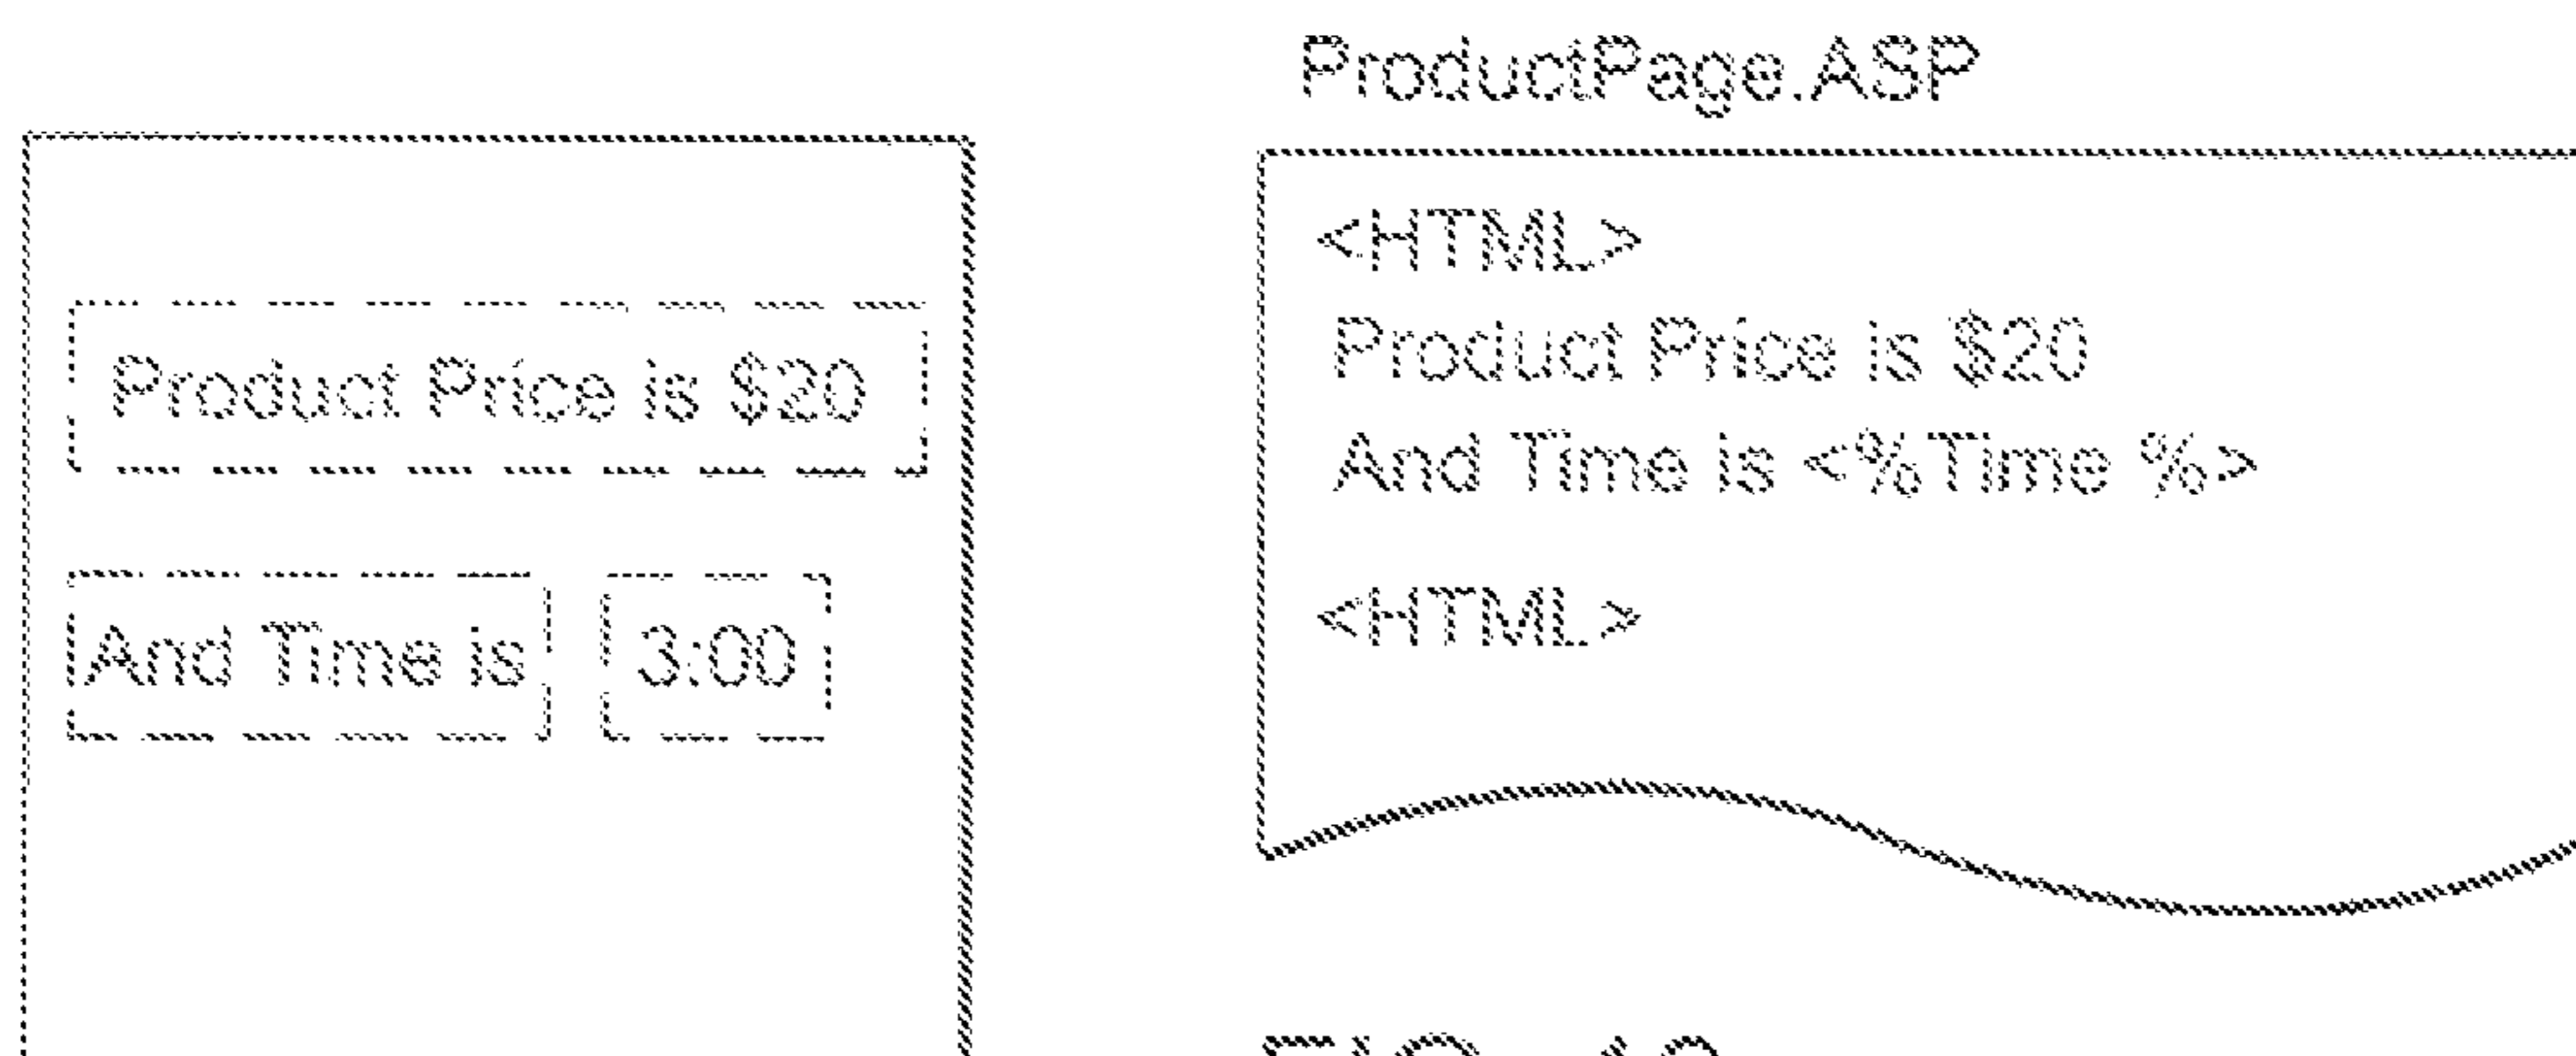 ProductPage.ASP
Product Price is $20
And Time is 3:00
<HTML>
Product Price is $20
And Time is <%Time %>
<HTML>